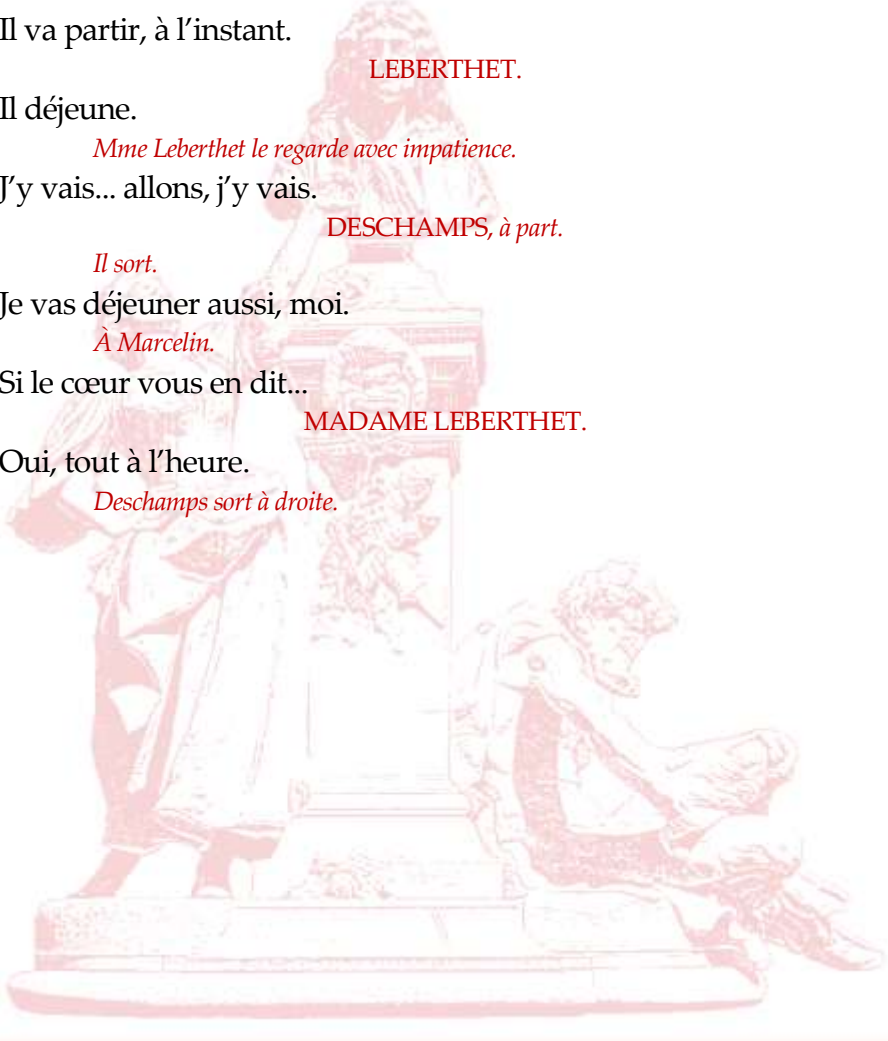 Il va partir, à l’instant.
LEBERTHET.
Il déjeune.
Mme Leberthet le regarde avec impatience.
J’y vais... allons, j’y vais.
DESCHAMPS, à part.
Il sort.
Je vas déjeuner aussi, moi.
À Marcelin.
Si le cœur vous en dit...
MADAME LEBERTHET.
Oui, tout à l’heure.
Deschamps sort à droite.